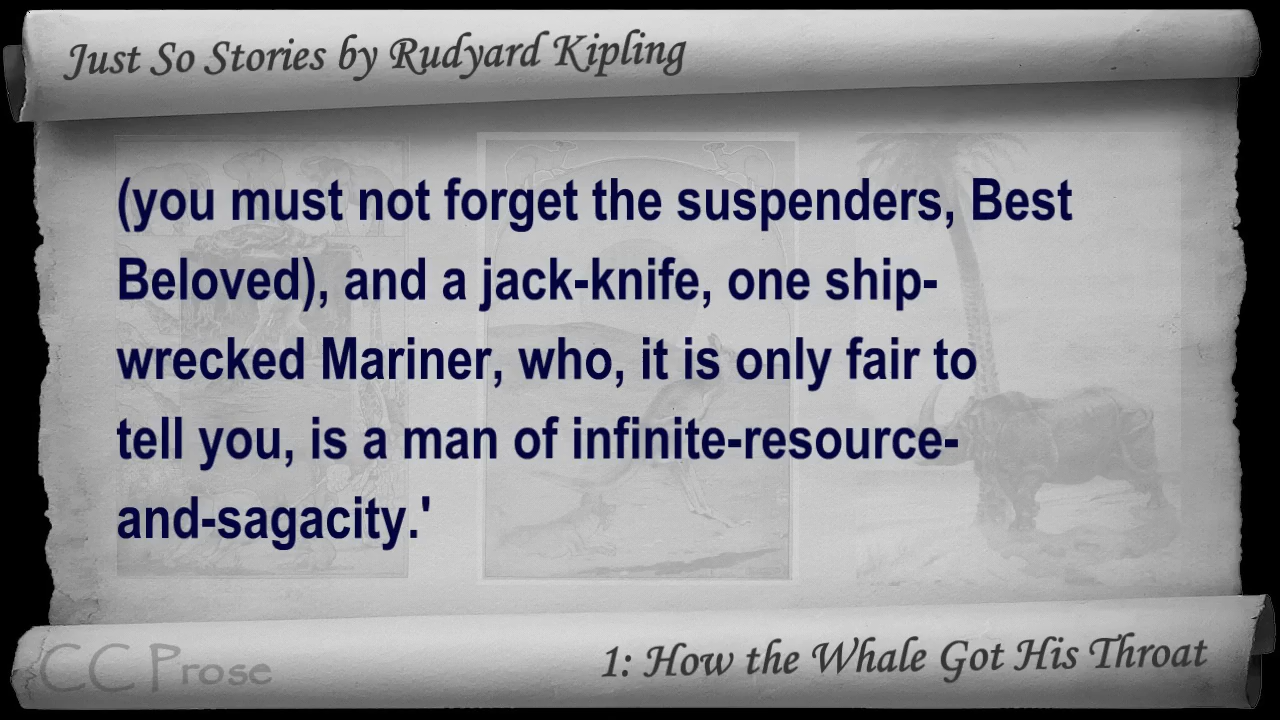 Just So Stories by Rudyard Kipling
(you must not forget the suspenders, Best
Beloved), and a jack-knife, one ship-
wrecked Mariner, who, it is only fair to
tell you, is a man of infinite-resource-
and-sagacity.'
CC Prose
1: How the Whale Got His Throat